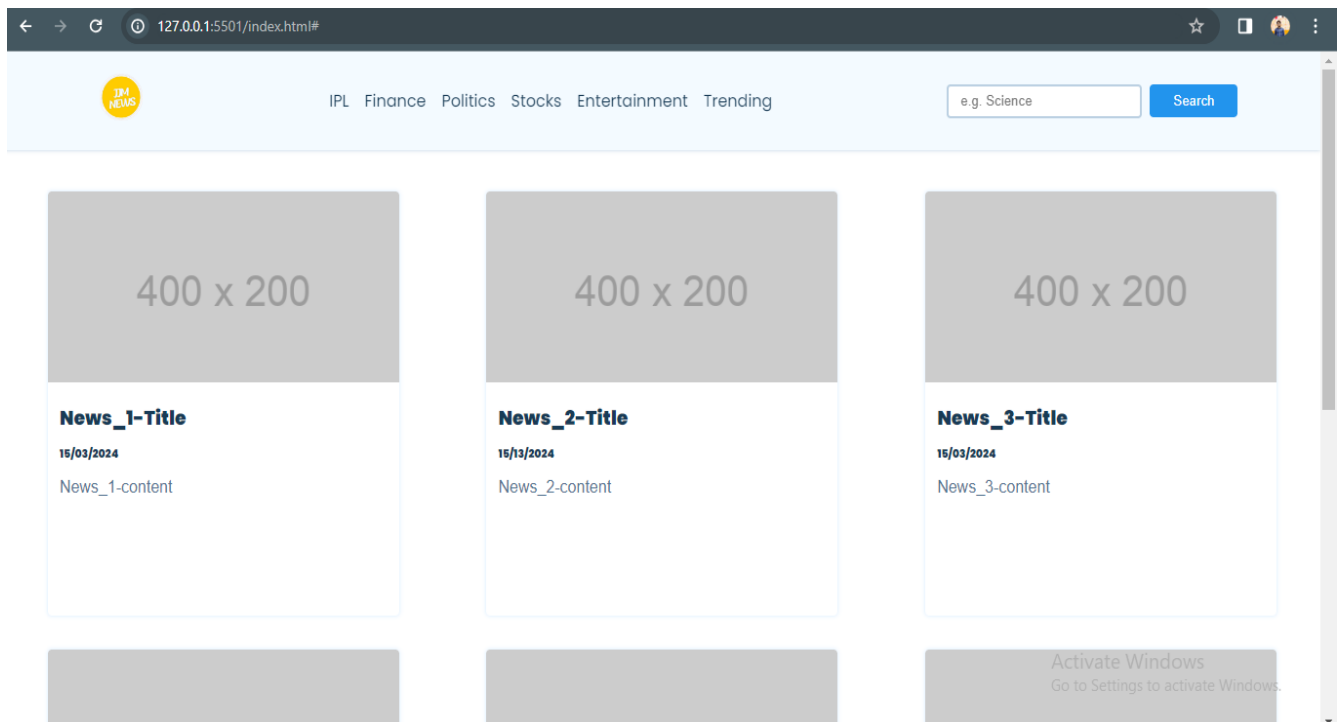 127.0.0.1:5501/index.html#
IBM
NEWS
IPL Finance Politics Stocks Entertainment Trending
e.g. Science
Search
400 x 200
400 x 200
400 x 200
News_1-Title
15/03/2024
News_1-content
News_2-Title
15/13/2024
News_2-content
News_3-Title
15/03/2024
News_3-content
Activate Windows
Go to Settings to activate Windows.